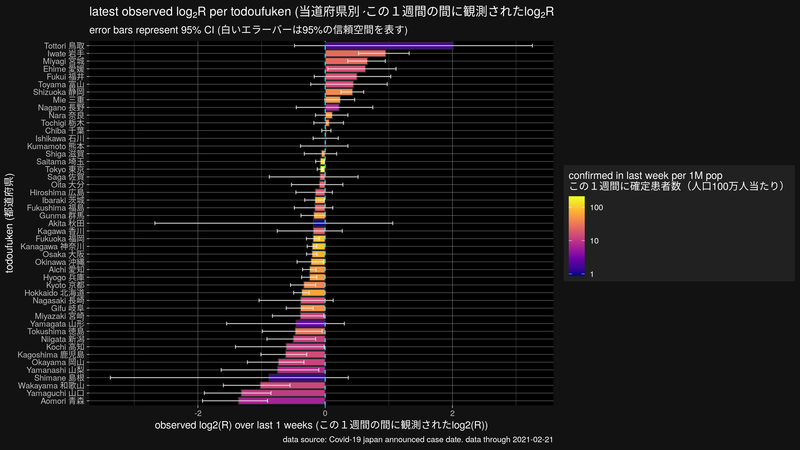 latest observed log₂R per todoufuken (当道府県別 この１週間の間に観測されたlog₂R
error bars represent 95% CI (白いエラーバーは95%の信頼空間を表す)
Tottori 鳥取
Iwate 岩手
Miyagi 宮城
Ehime 愛媛
Fukui 福井
Toyama 富山
Shizuoka 静岡
Mie 三重
Nagano 長野
Nara 奈良
Tochigi 栃木
Chiba 千葉
Ishikawa 石川
Kumamoto 熊本
Shiga 滋賀
Saitama 埼玉
Tokyo 東京
Saga 佐賀
Oita 大分
Hiroshima 広島
Ibaraki 茨城
Fukushima 福島
Gunma 群馬
Akita 秋田
Kagawa 香川
Fukuoka 福岡
Kanagawa 神奈川
Osaka 大阪
Okinawa 沖縄
Aichi 愛知
Hyogo 兵庫
Kyoto 京都
Hokkaido 北海道
Nagasaki 長崎
Gifu 岐阜
Miyazaki 宮崎
Yamagata 山形
Tokushima 徳島
Niigata 新潟
Kochi 高知
Kagoshima 鹿児島
Okayama 岡山
Yamanashi 山梨
Shimane 島根
Wakayama 和歌山
Yamaguchi 山口
Aomori 青森
todoufuken (都道府県)
-2 0 2
observed log2(R) over last 1 weeks (この１週間の間に観測されたlog2(R))
data source: Covid-19 japan announced case date. data through 2021-02-21
confirmed in last week per 1M pop
この１週間に確定患者数（人口100万人当たり）
100
10
1